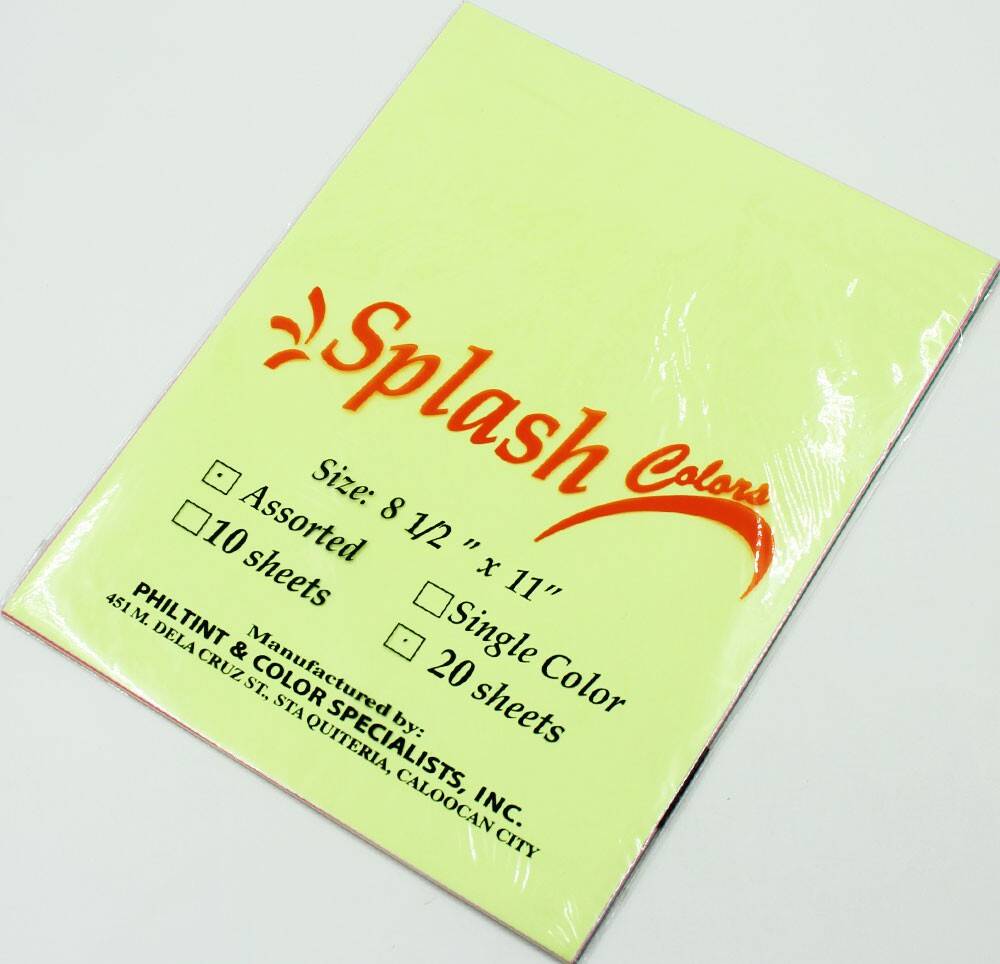 Splash Colors
Size: 8 1/2 " x 11"
Assorted
Single Color
10 sheets
20 sheets
Manufactured by:
PHILTINT & COLOR SPECIALISTS, INC.
451 M. DELA CRUZ ST., STA QUITERIA, CALOOCAN CITY